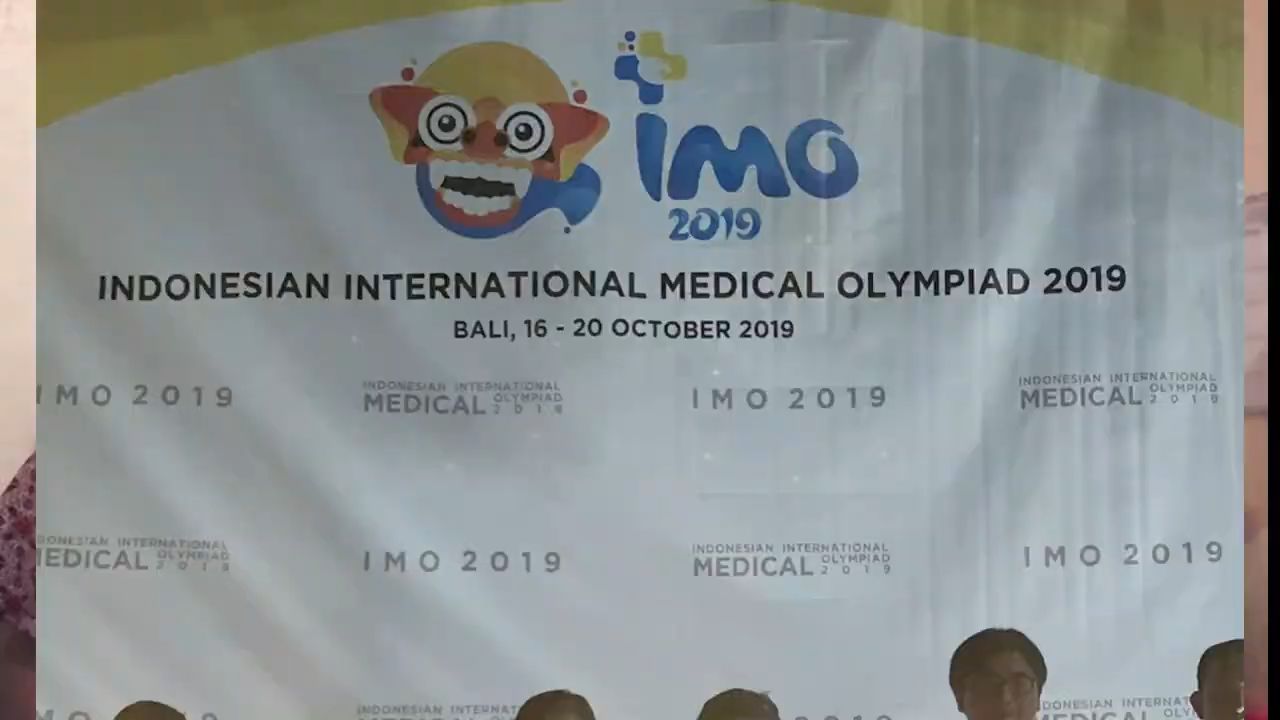 iMO
2019
INDONESIAN INTERNATIONAL MEDICAL OLYMPIAD 2019
BALI, 16 - 20 OCTOBER 2019
IMO 2019
INDONESIAN INTERNATIONAL
MEDICAL OLYMPIAD 2019
IMO 2019
INDONESIAN INTERNATIONAL
MEDICAL OLYMPIAD 2019
INTERNATIONAL
OLYMPIAD 2019
IMO 2019
INDONESIAN INTERNATIONAL
MEDICAL OLYMPIAD 2019
IMO 2019
INDONESIAN INTERNATIONAL